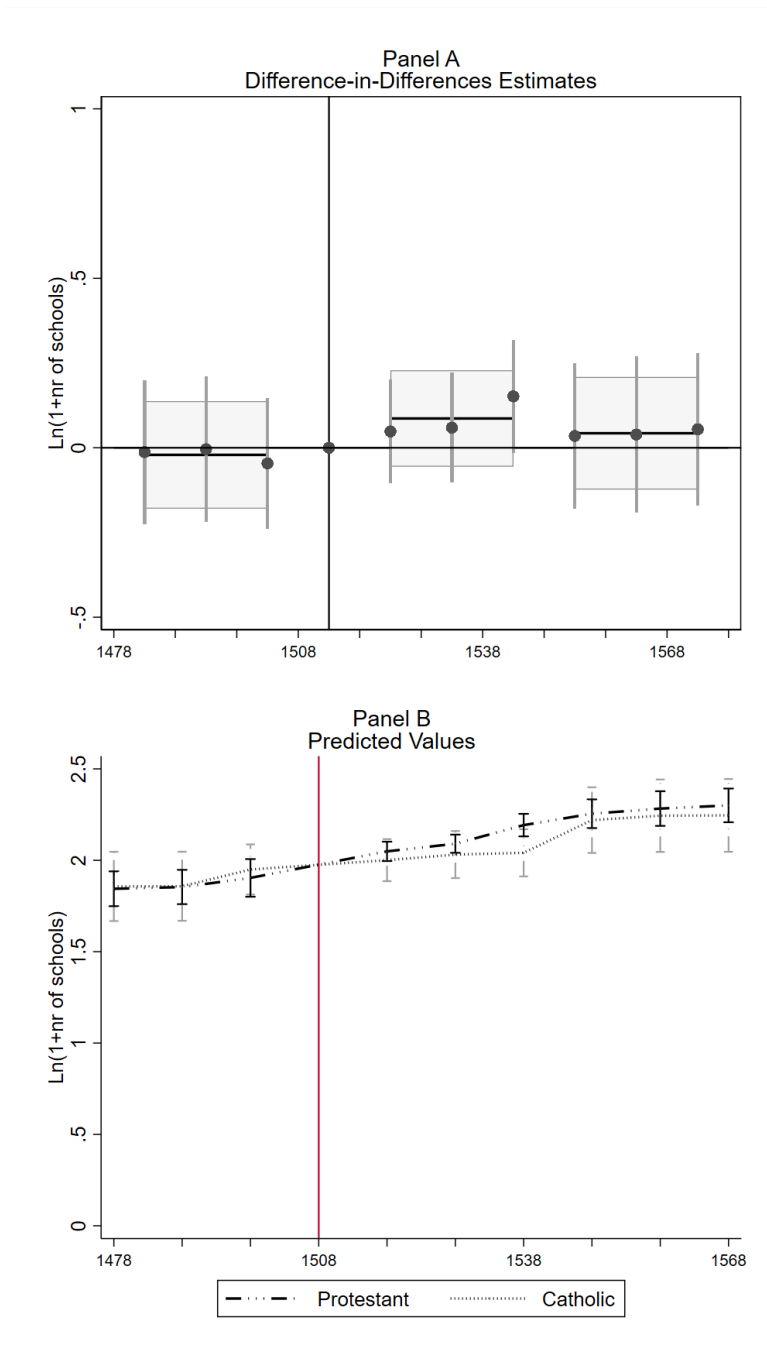 Panel A
Difference-in-Differences Estimates
Ln(1+nr of schools)
1
.5
0
-.5
1478 1508 1538 1568
Panel B
Predicted Values
Ln(1+nr of schools)
2.5
2
1.5
1
.5
0
1478 1508 1538 1568
Protestant Catholic